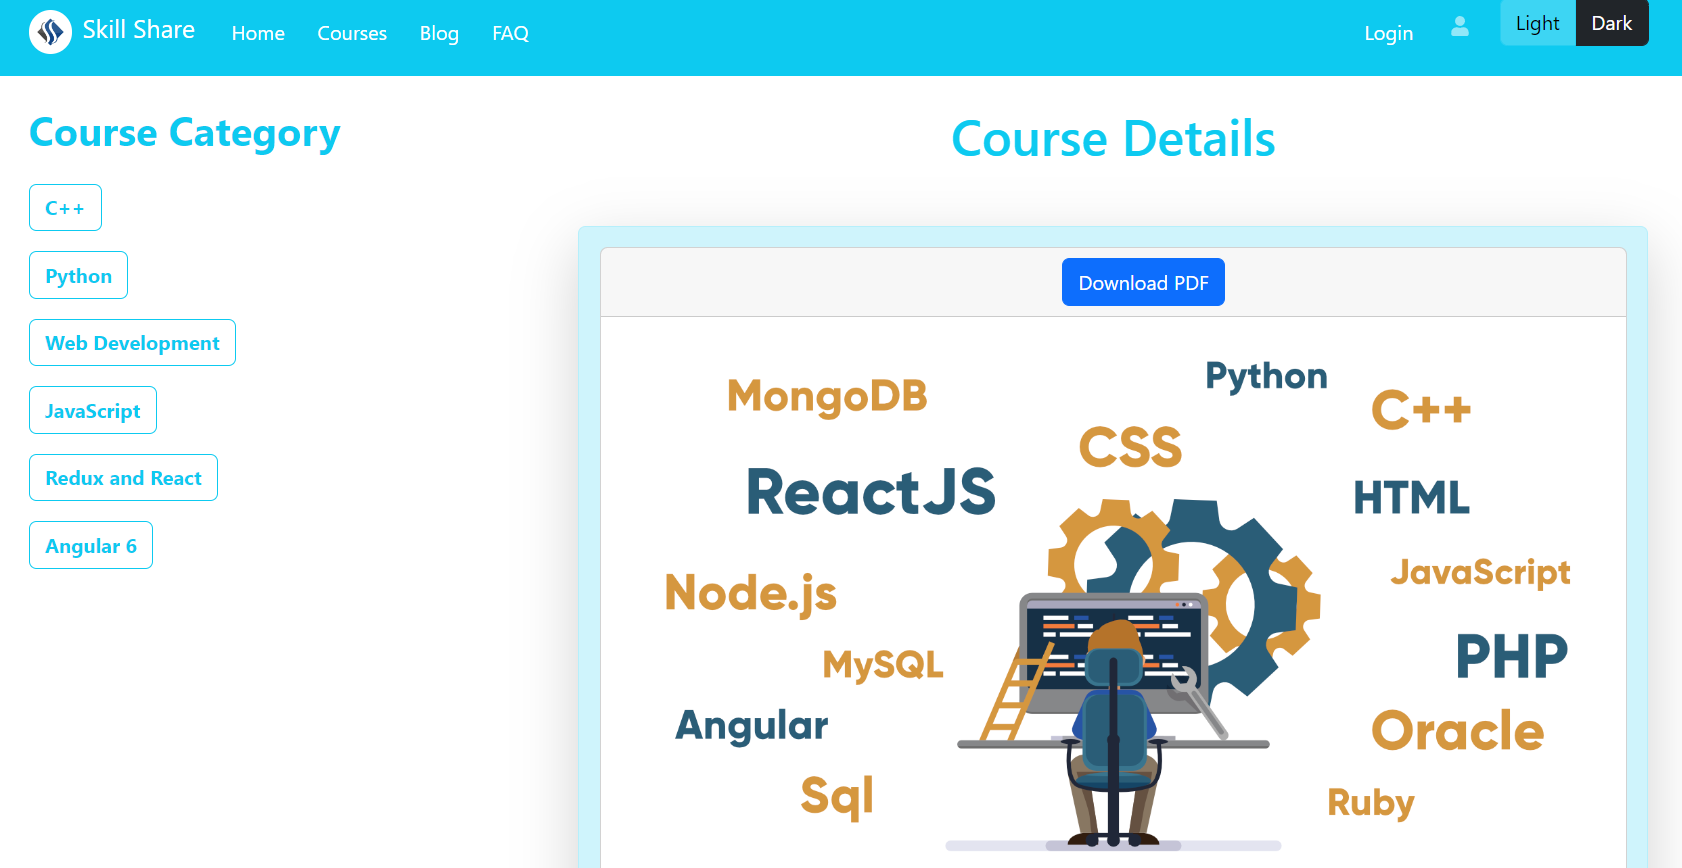 Skill Share
Home
Courses
Blog
FAQ
Login
Light
Dark
Course Category
C++
Python
Web Development
JavaScript
Redux and React
Angular 6
Course Details
Download PDF
Python
MongoDB
C++
CSS
ReactJS
HTML
JavaScript
Node.js
PHP
MySQL
Angular
Oracle
Sql
Ruby